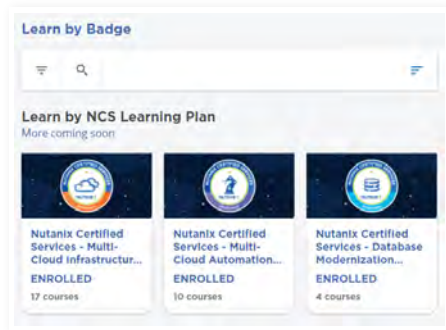 Learn by Badge
Learn by NCS Learning Plan
More coming soon
Nutanix Certified
Services - Multi-
Cloud Infrastructur...
ENROLLED
17 courses
Nutanix Certified
Services - Multi-
Cloud Automation...
ENROLLED
10 courses
Nutanix Certified
Services - Database
Modernization...
ENROLLED
4 courses